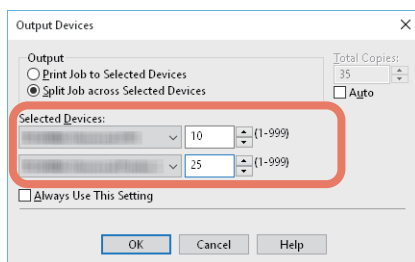 Output Devices
Output
Print Job to Selected Devices
Split Job across Selected Devices
Total Copies:
35
Auto
Selected Devices:
10 {1-999}
25 {1-999}
Always Use This Setting
OK Cancel Help